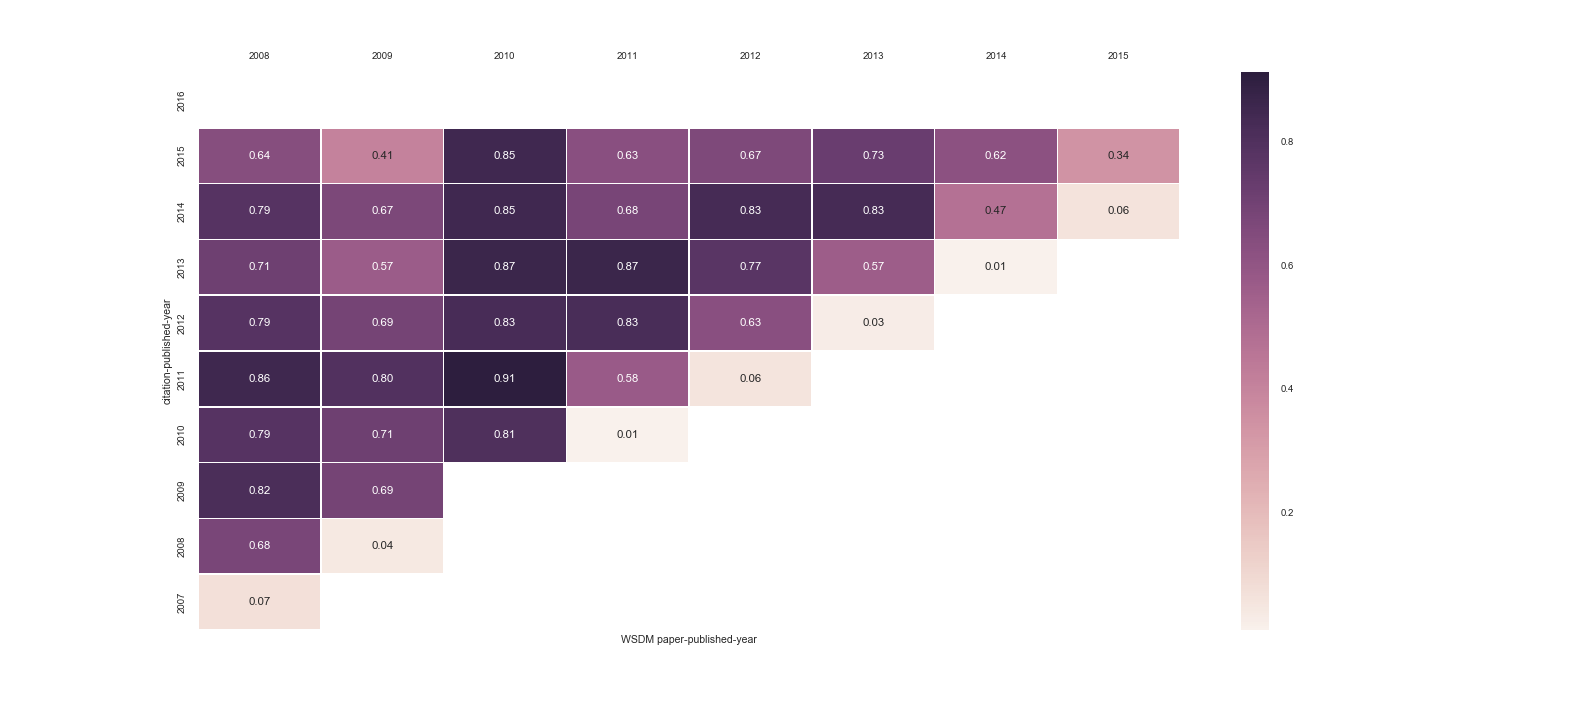 2008 2009 2010 2011 2012 2013 2014 2015
2016
2015 0.64 0.41 0.85 0.63 0.67 0.73 0.62 0.34
2014 0.79 0.67 0.85 0.68 0.83 0.83 0.47 0.06
2013 0.71 0.57 0.87 0.87 0.77 0.57 0.01
2012 0.79 0.69 0.83 0.83 0.63 0.03
2011 0.86 0.80 0.91 0.58 0.06
2010 0.79 0.71 0.81 0.01
2009 0.82 0.69
2008 0.68 0.04
2007 0.07
citation-published-year
WSDM paper-published-year
0.8
0.6
0.4
0.2